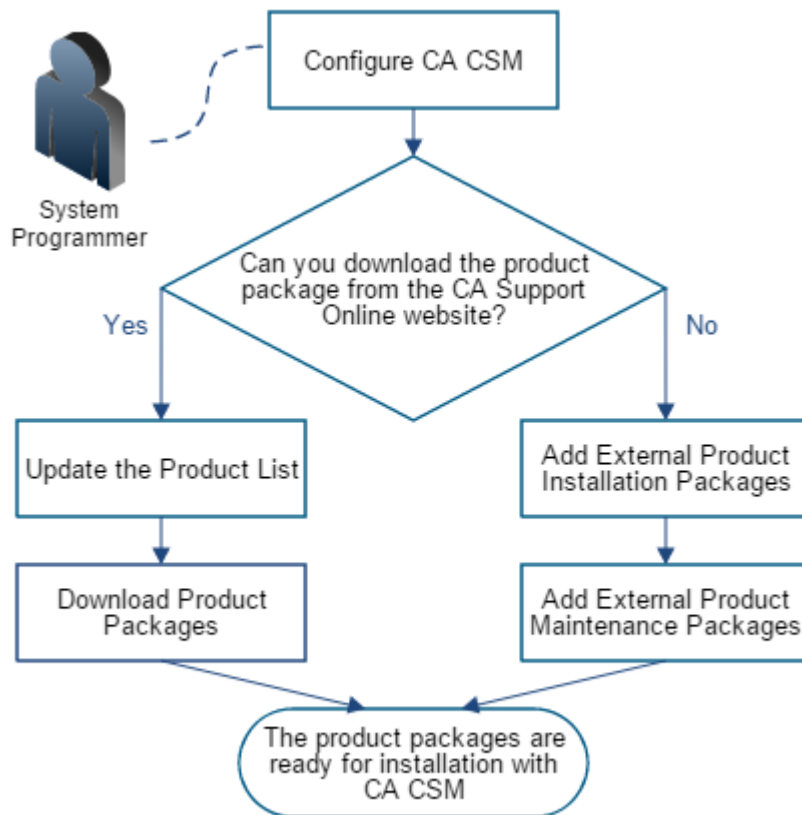 Configure CA CSM
System
Programmer
Can you download the product
package from the CA Support
Online website?
Yes
No
Update the Product List
Add External Product
Installation Packages
Download Product
Packages
Add External Product
Maintenance Packages
The product packages are
ready for installation with
CA CSM